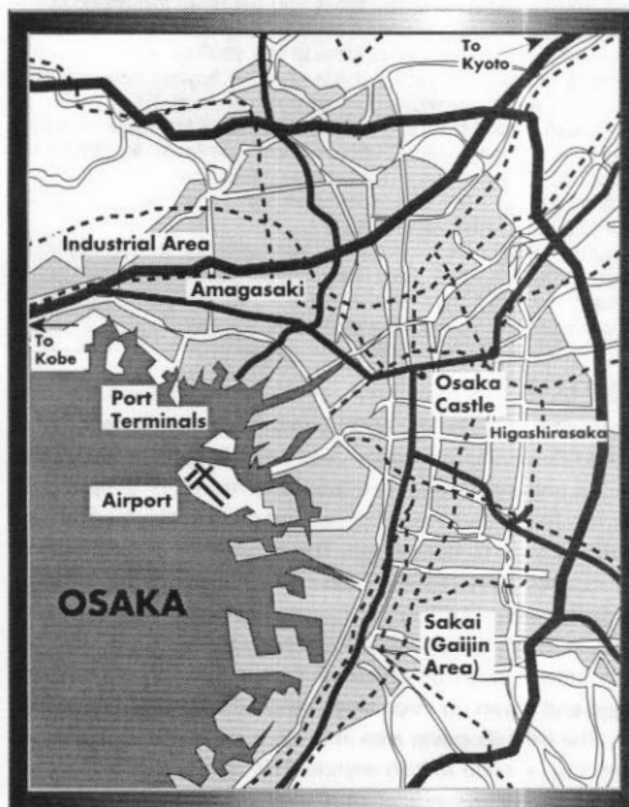 To
Kyoto
Industrial Area
Amagasaki
To
Kobe
Port
Terminals
Osaka
Castle
Higashirasaka
Airport
OSAKA
Sakai
(Gaijin
Area)